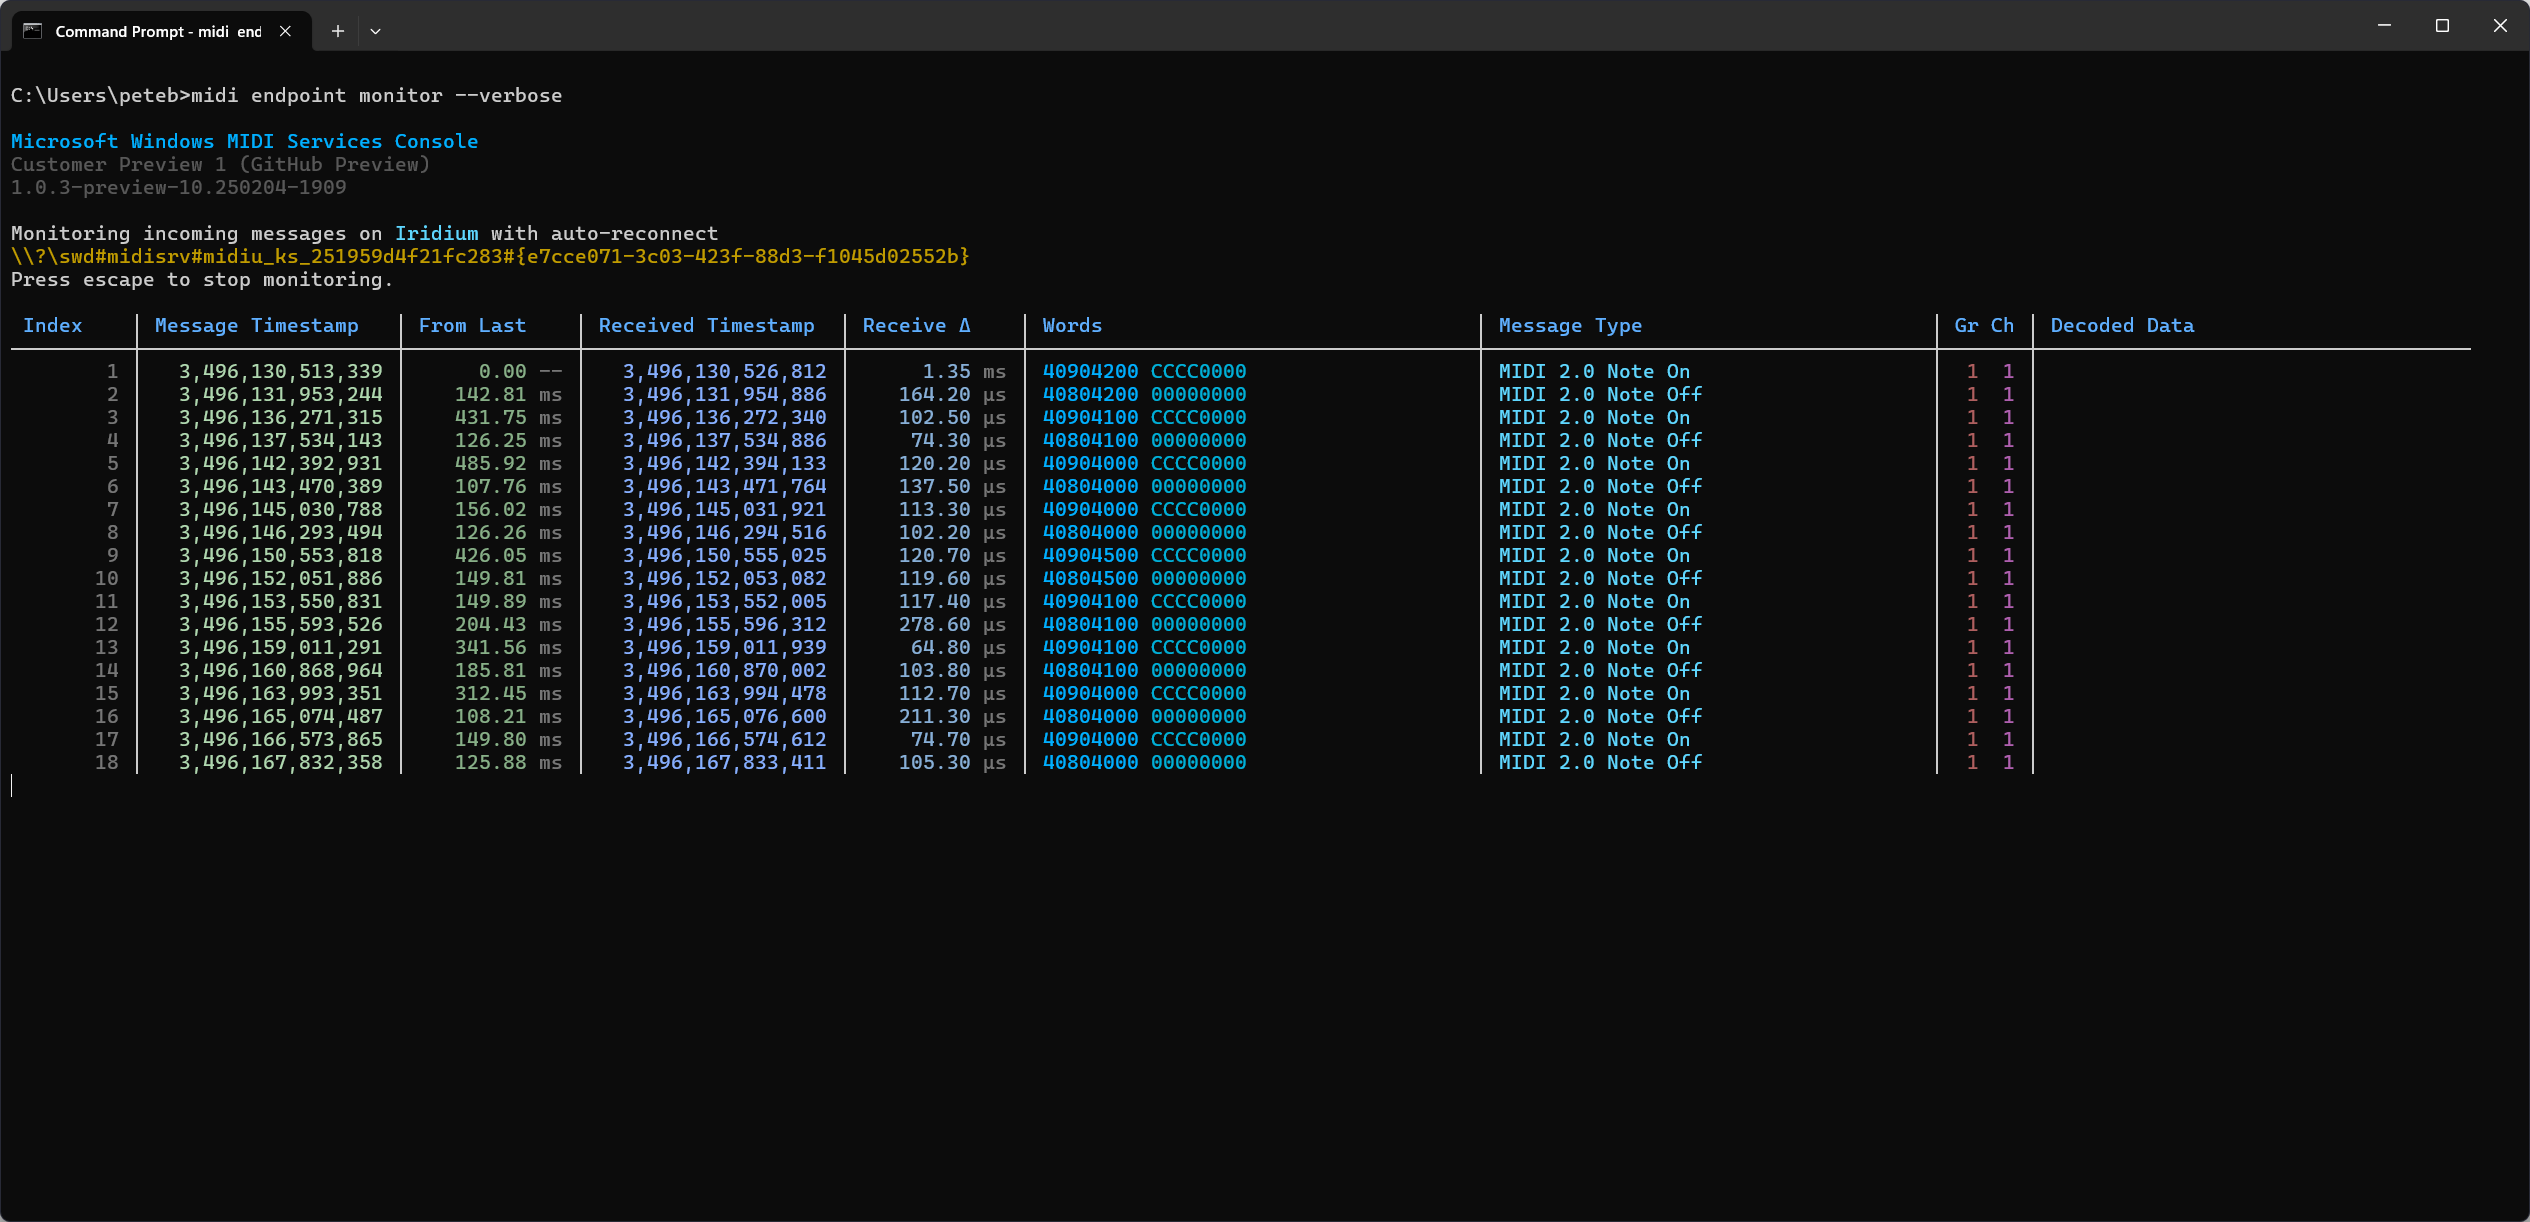 Command Prompt - midi  end
C:\Users\peteb>midi endpoint monitor --verbose
Microsoft Windows MIDI Services Console
Customer Preview 1 (GitHub Preview)
1.0.3-preview-10.250204-1909
Monitoring incoming messages on Iridium with auto-reconnect
\\?\swd#midisrv#midiu_ks_251959d4f21fc283#{e7cce071-3c03-423f-88d3-f1045d02552b}
Press escape to stop monitoring.
Index │ Message Timestamp │ From Last │ Received Timestamp │ Receive Δ │ Words │ Message Type │ Gr Ch │ Decoded Data
1 │ 3,496,130,513,339 │ 0.00 -- │ 3,496,130,526,812 │ 1.35 ms │ 40904200 CCCC0000 │ MIDI 2.0 Note On │ 1 1 │
2 │ 3,496,131,953,244 │ 142.81 ms │ 3,496,131,954,886 │ 164.20 µs │ 40804200 00000000 │ MIDI 2.0 Note Off │ 1 1 │
3 │ 3,496,136,271,315 │ 431.75 ms │ 3,496,136,272,340 │ 102.50 µs │ 40904100 CCCC0000 │ MIDI 2.0 Note On │ 1 1 │
4 │ 3,496,137,534,143 │ 126.25 ms │ 3,496,137,534,886 │ 74.30 µs │ 40804100 00000000 │ MIDI 2.0 Note Off │ 1 1 │
5 │ 3,496,142,392,931 │ 485.92 ms │ 3,496,142,394,133 │ 120.20 µs │ 40904000 CCCC0000 │ MIDI 2.0 Note On │ 1 1 │
6 │ 3,496,143,470,389 │ 107.76 ms │ 3,496,143,471,764 │ 137.50 µs │ 40804000 00000000 │ MIDI 2.0 Note Off │ 1 1 │
7 │ 3,496,145,030,788 │ 156.02 ms │ 3,496,145,031,921 │ 113.30 µs │ 40904000 CCCC0000 │ MIDI 2.0 Note On │ 1 1 │
8 │ 3,496,146,293,494 │ 126.26 ms │ 3,496,146,294,516 │ 102.20 µs │ 40804000 00000000 │ MIDI 2.0 Note Off │ 1 1 │
9 │ 3,496,150,553,818 │ 426.05 ms │ 3,496,150,555,025 │ 120.70 µs │ 40904500 CCCC0000 │ MIDI 2.0 Note On │ 1 1 │
10 │ 3,496,152,051,886 │ 149.81 ms │ 3,496,152,053,082 │ 119.60 µs │ 40804500 00000000 │ MIDI 2.0 Note Off │ 1 1 │
11 │ 3,496,153,550,831 │ 149.89 ms │ 3,496,153,552,005 │ 117.40 µs │ 40904100 CCCC0000 │ MIDI 2.0 Note On │ 1 1 │
12 │ 3,496,155,593,526 │ 204.43 ms │ 3,496,155,596,312 │ 278.60 µs │ 40804100 00000000 │ MIDI 2.0 Note Off │ 1 1 │
13 │ 3,496,159,011,291 │ 341.56 ms │ 3,496,159,011,939 │ 64.80 µs │ 40904100 CCCC0000 │ MIDI 2.0 Note On │ 1 1 │
14 │ 3,496,160,868,964 │ 185.81 ms │ 3,496,160,870,002 │ 103.80 µs │ 40804100 00000000 │ MIDI 2.0 Note Off │ 1 1 │
15 │ 3,496,163,993,351 │ 312.45 ms │ 3,496,163,994,478 │ 112.70 µs │ 40904000 CCCC0000 │ MIDI 2.0 Note On │ 1 1 │
16 │ 3,496,165,074,487 │ 108.21 ms │ 3,496,165,076,600 │ 211.30 µs │ 40804000 00000000 │ MIDI 2.0 Note Off │ 1 1 │
17 │ 3,496,166,573,865 │ 149.80 ms │ 3,496,166,574,612 │ 74.70 µs │ 40904000 CCCC0000 │ MIDI 2.0 Note On │ 1 1 │
18 │ 3,496,167,832,358 │ 125.88 ms │ 3,496,167,833,411 │ 105.30 µs │ 40804000 00000000 │ MIDI 2.0 Note Off │ 1 1 │